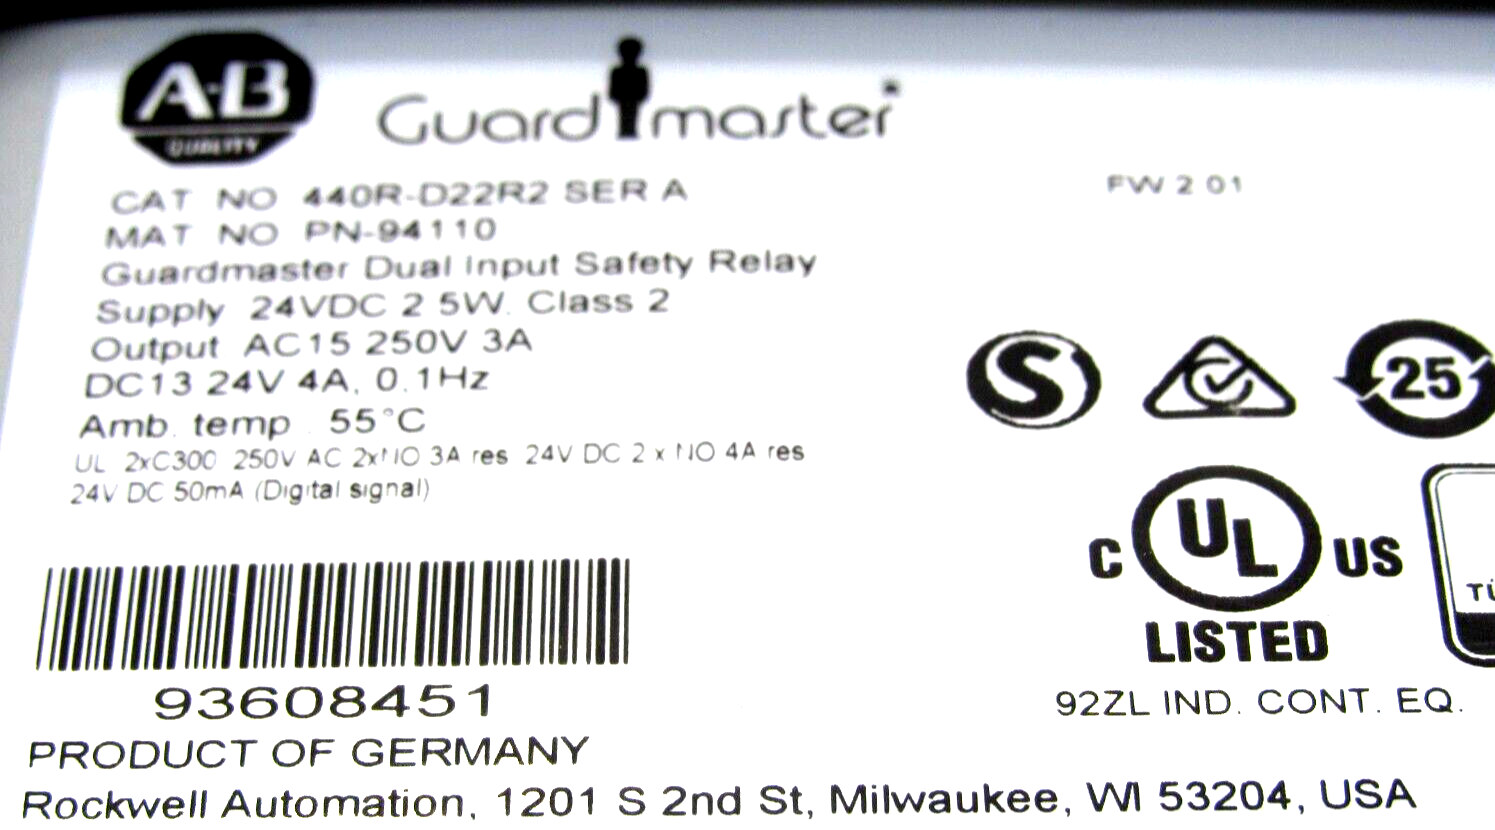 A-B
QUALITY
Guardmaster
CAT NO 440R-D22R2 SER A
FW 2 01
MAT NO PN-94110
Guardmaster Dual Input Safety Relay
Supply 24VDC 2 5W. Class 2
Output AC15 250V 3A
DC13 24V 4A, 0.1Hz
Amb. temp. 55°C
UL 2xC300 250V AC 2xNO 3A res 24V DC 2 x NO 4A res
24V DC 50mA (Digital signal)
S
25
C UL US
LISTED
93608451
92ZL IND. CONT. EQ.
PRODUCT OF GERMANY
Rockwell Automation, 1201 S 2nd St, Milwaukee, WI 53204, USA